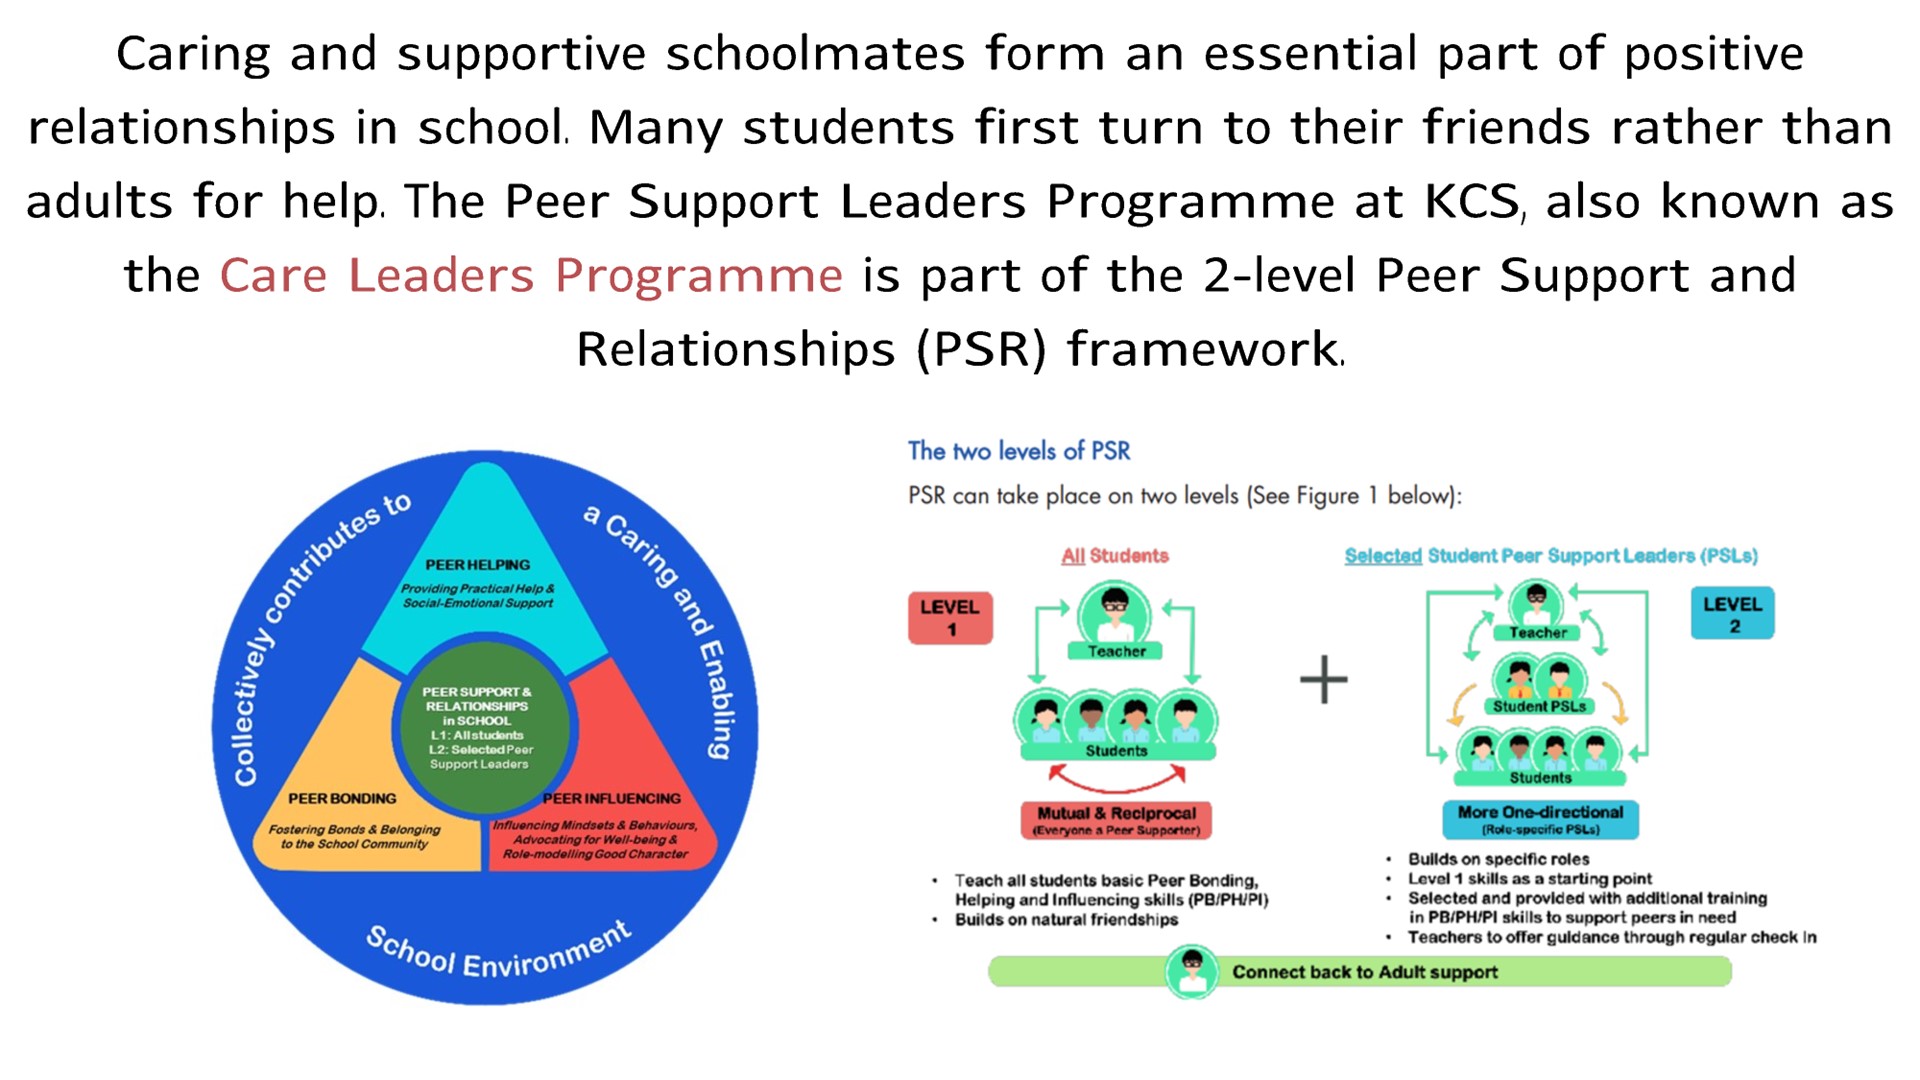 Caring and supportive schoolmates form an essential part of positive
relationships in school. Many students first turn to their friends rather than
adults for help. The Peer Support Leaders Programme at KCS, also known as
the Care Leaders Programme is part of the 2-level Peer Support and
Relationships (PSR) framework.
Collectively contributes to
a Caring and Enabling
School Environment
PEER HELPING
Providing Practical Help &
Social-Emotional Support
PEER SUPPORT &
RELATIONSHIPS
in SCHOOL
L1: All students
L2: Selected Peer
Support Leaders
PEER BONDING
Fostering Bonds & Belonging
to the School Community
PEER INFLUENCING
Influencing Mindsets & Behaviours,
Advocating for Well-being &
Role-modelling Good Character
The two levels of PSR
PSR can take place on two levels (See Figure 1 below):
All Students
LEVEL
1
Teacher
Students
Mutual & Reciprocal
(Everyone a Peer Supporter)
• Teach all students basic Peer Bonding,
Helping and Influencing skills (PB/PH/PI)
• Builds on natural friendships
+
Selected Student Peer Support Leaders (PSLs)
LEVEL
2
Teacher
Student PSLs
Students
More One-directional
(Role-specific PSLs)
• Builds on specific roles
• Level 1 skills as a starting point
• Selected and provided with additional training
in PB/PH/PI skills to support peers in need
• Teachers to offer guidance through regular check in
Connect back to Adult support